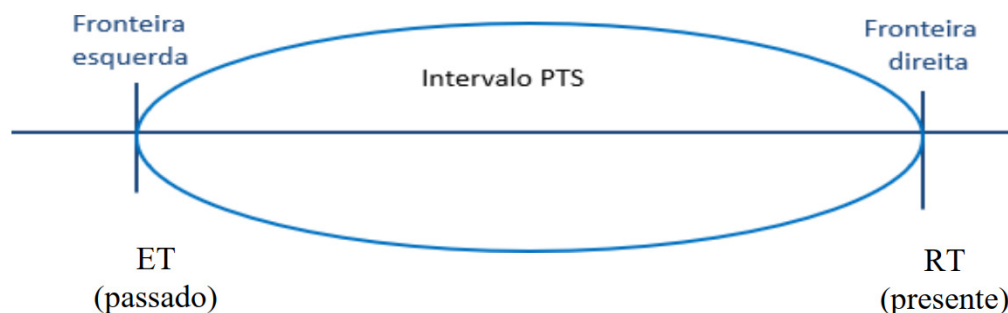 Fronteira
esquerda
Fronteira
direita
Intervalo PTS
ET
(passado)
RT
(presente)